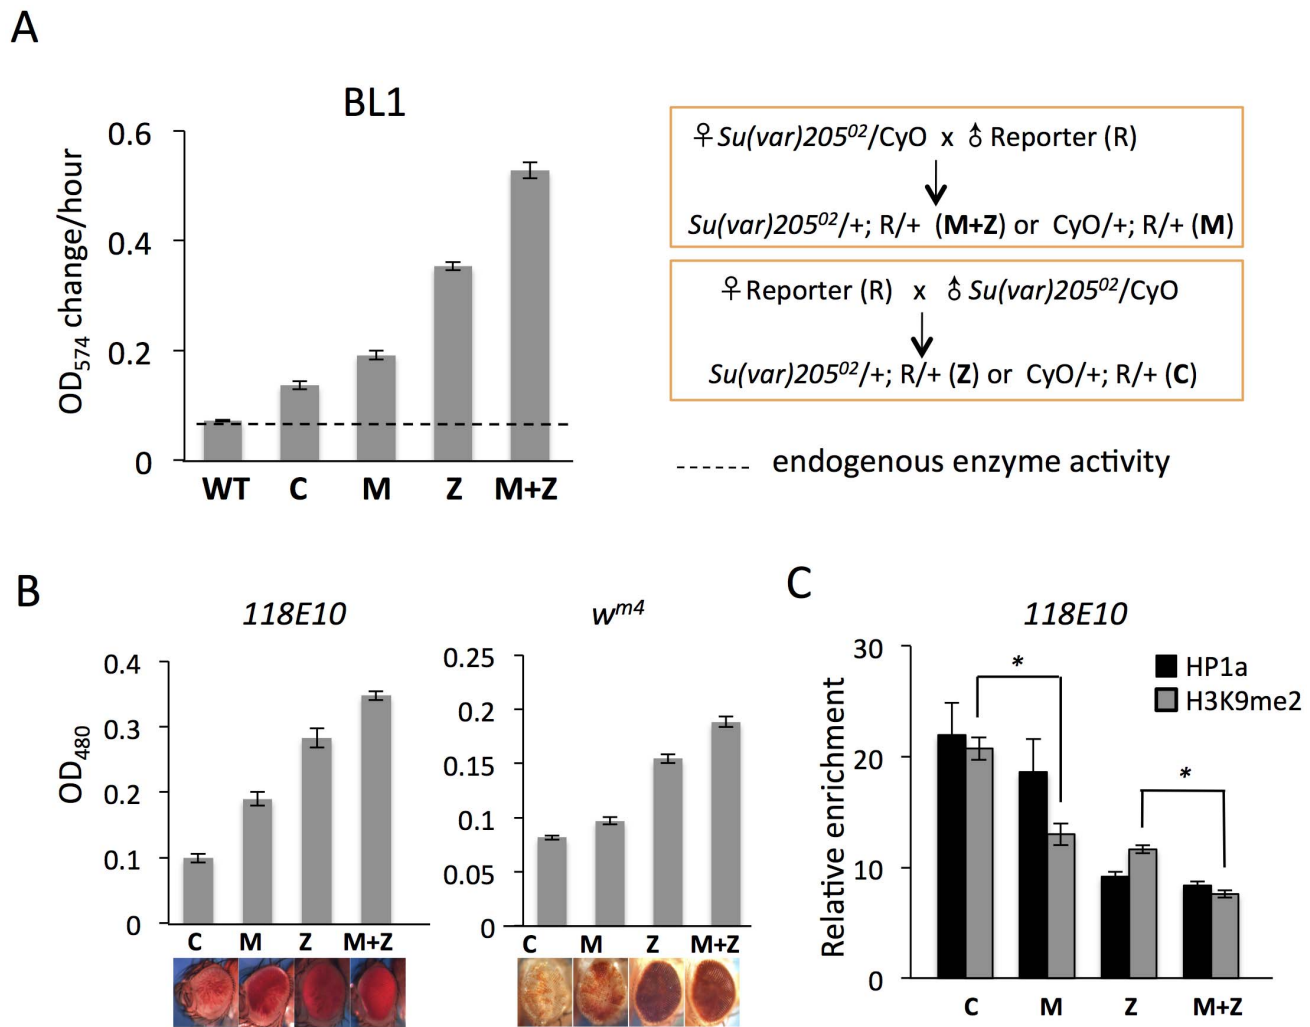 A
BL1
0.6
0.4
0.2
0
OD574 change/hour
WT C M Z M+Z
♀Su(var)20502/CyO x ♂ Reporter (R)
Su(var)20502/+; R/+ (M+Z) or CyO/+; R/+ (M)
♀Reporter (R) x ♂ Su(var)20502/CyO
Su(var)20502/+; R/+ (Z) or CyO/+; R/+ (C)
endogenous enzyme activity
B
118E10
0.4
0.3
0.2
0.1
0
OD480
C M Z M+Z
wm4
0.25
0.2
0.15
0.1
0.05
0
C M Z M+Z
C
118E10
30
20
10
0
Relative enrichment
*
*
HP1a
H3K9me2
C M Z M+Z